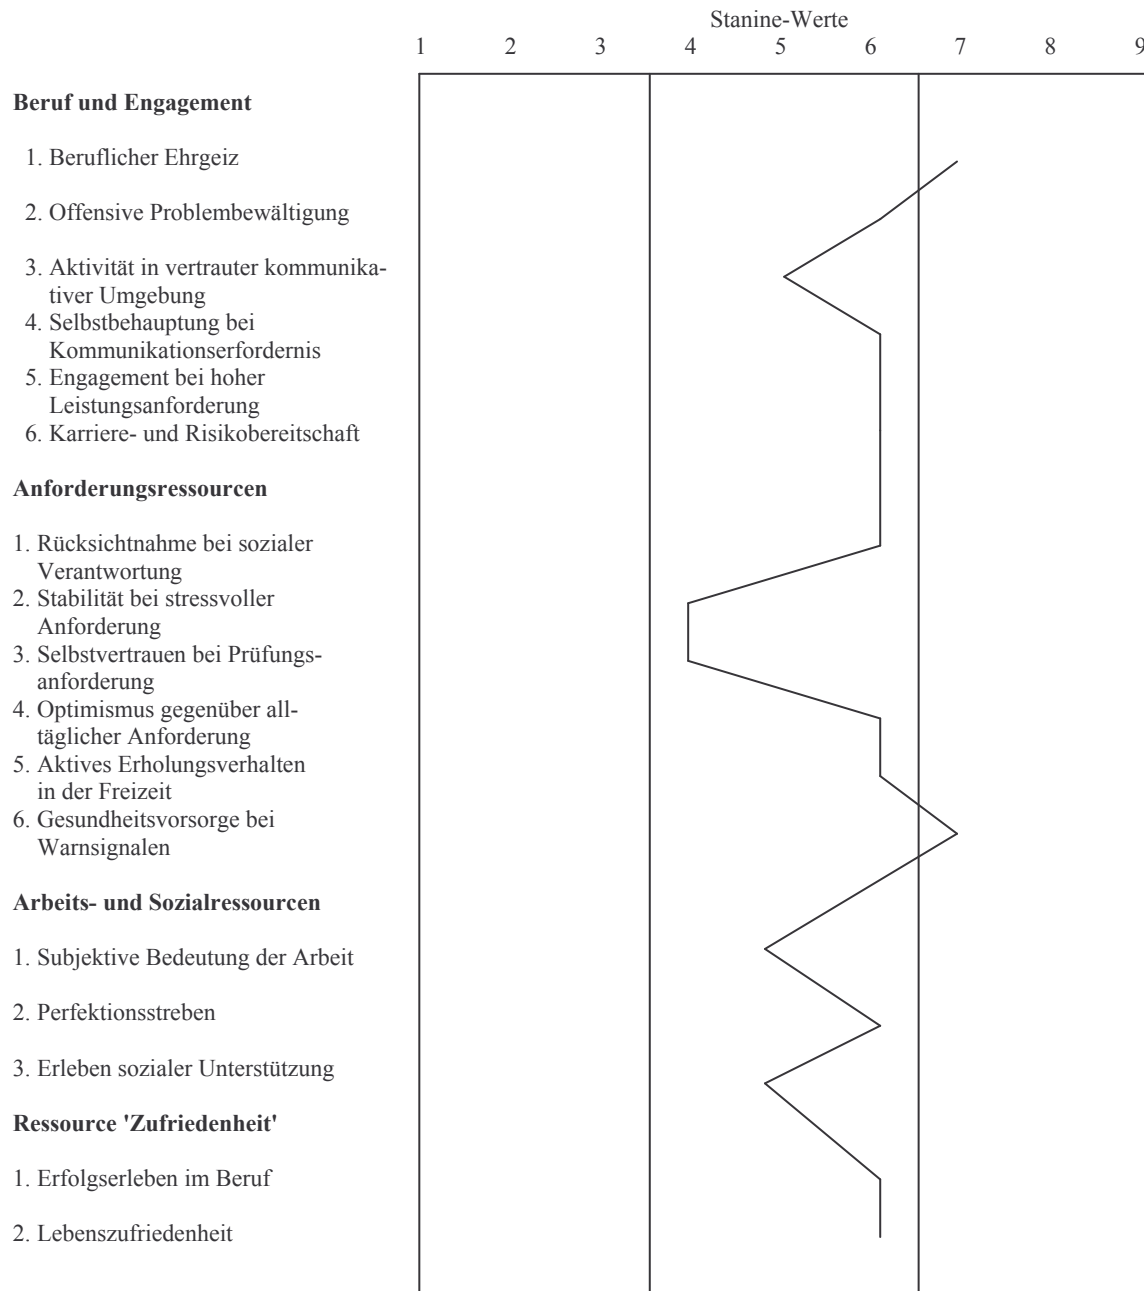 Stanine-Werte
1 2 3 4 5 6 7 8 9
Beruf und Engagement
1. Beruflicher Ehrgeiz
2. Offensive Problembewältigung
3. Aktivität in vertrauter kommunika-
tiver Umgebung
4. Selbstbehauptung bei
Kommunikationserfordernis
5. Engagement bei hoher
Leistungsanforderung
6. Karriere- und Risikobereitschaft
Anforderungsressourcen
1. Rücksichtnahme bei sozialer
Verantwortung
2. Stabilität bei stressvoller
Anforderung
3. Selbstvertrauen bei Prüfungs-
anforderung
4. Optimismus gegenüber all-
täglicher Anforderung
5. Aktives Erholungsverhalten
in der Freizeit
6. Gesundheitsvorsorge bei
Warnsignalen
Arbeits- und Sozialressourcen
1. Subjektive Bedeutung der Arbeit
2. Perfektionsstreben
3. Erleben sozialer Unterstützung
Ressource 'Zufriedenheit'
1. Erfolgserleben im Beruf
2. Lebenszufriedenheit